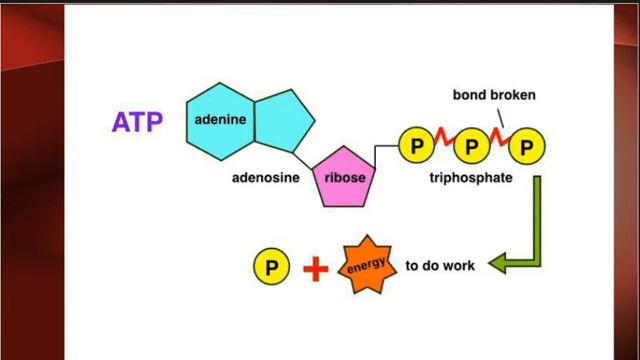 bond broken
ATP
adenine
P P P
adenosine
ribose
triphosphate
P + energy to do work